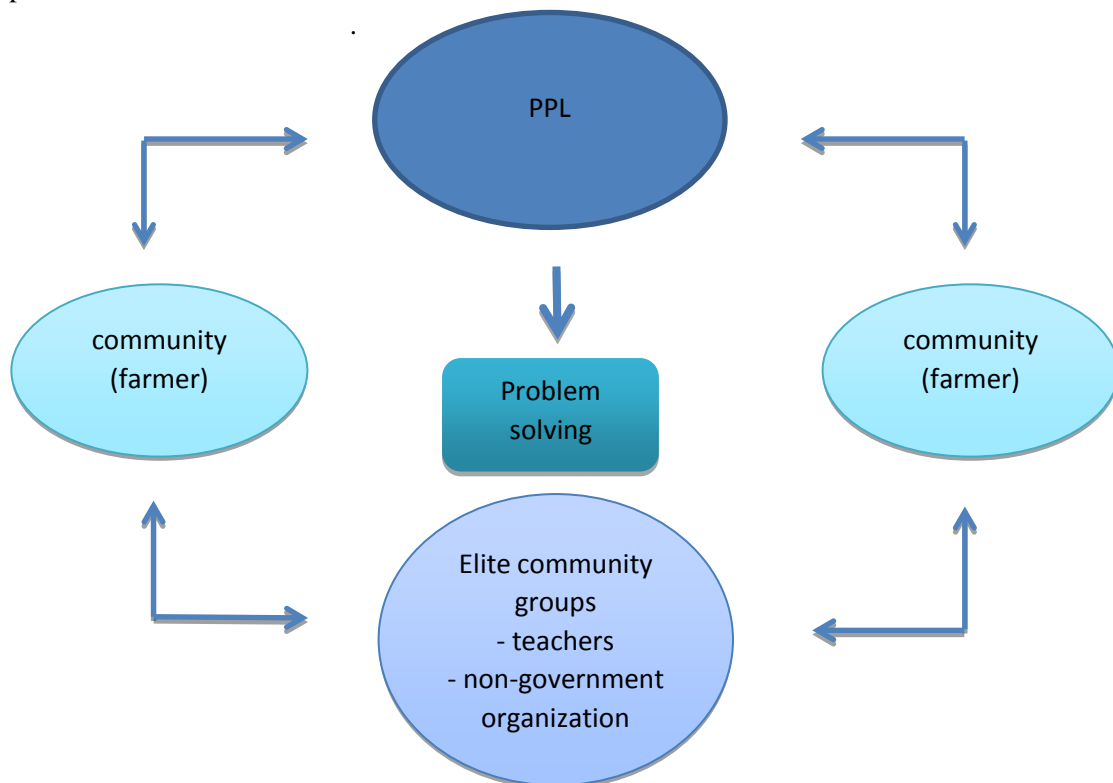 PPL
community
(farmer)
community
(farmer)
Problem
solving
Elite community
groups
- teachers
- non-government
organization